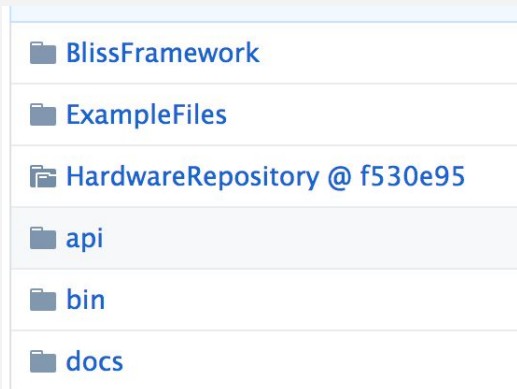 BlissFramework
ExampleFiles
HardwareRepository @ f530e95
api
bin
docs